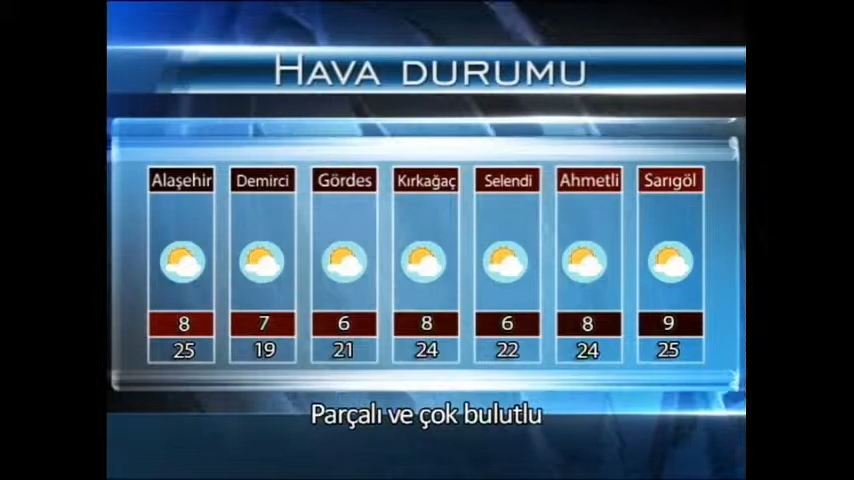 HAVA DURUMU
Alaşehir Demirci Gördes Kırkağaç Selendi Ahmetli Sarıgöl
8 7 6 8 6 8 9
25 19 21 24 22 24 25
Parçalı ve çok bulutlu